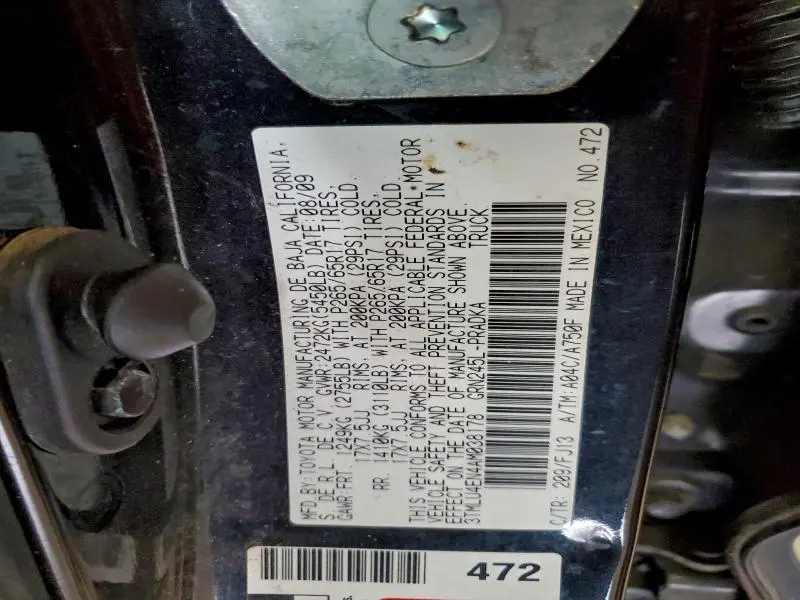 MFD.BY:TOYOTA MOTOR MANUFACTURING DE BAJA CALIFORNIA,
S. DE R.L. DE C.V. GVWR:2472KG(5450LB) DATE: 08/09
GAWR:FRT. 1249KG (2755LB) WITH P265/65R17 TIRES,
17X7.5JJ RIMS, AT 200KPA (29PSI) COLD.
RR. 1410KG (3110LB) WITH P265/65R17 TIRES,
17X7.5JJ RIMS, AT 200KPA (29PSI) COLD
THIS VEHICLE CONFORMS TO ALL APPLICABLE FEDERAL MOTOR
VEHICLE SAFETY AND THEFT PREVENTION STANDARDS IN
EFFECT ON THE DATE OF MANUFACTURE SHOWN ABOVE.
3TMLU4EN4AM038178 GRN245L-PRADKA TRUCK
C/TR: 209/FJ13 A/TM:A04C/A750F MADE IN MEXICO NO.472
472